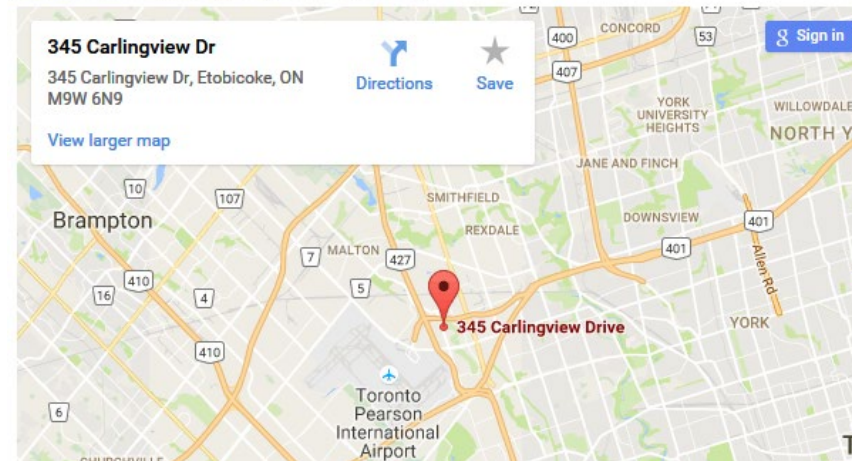 345 Carlingview Dr
345 Carlingview Dr, Etobicoke, ON
M9W 6N9
View larger map
Directions
Save
g Sign in
CONCORD
400
53
407
YORK
UNIVERSITY
HEIGHTS
WILLOWDALE
NORTH Y
JANE AND FINCH
10
107
SMITHFIELD
Brampton
REXDALE
DOWNSVIEW
401
7
MALTON
427
401
Allen Rd
410
16
4
5
345 Carlingview Drive
YORK
410
Toronto
Pearson
International
Airport
6
T